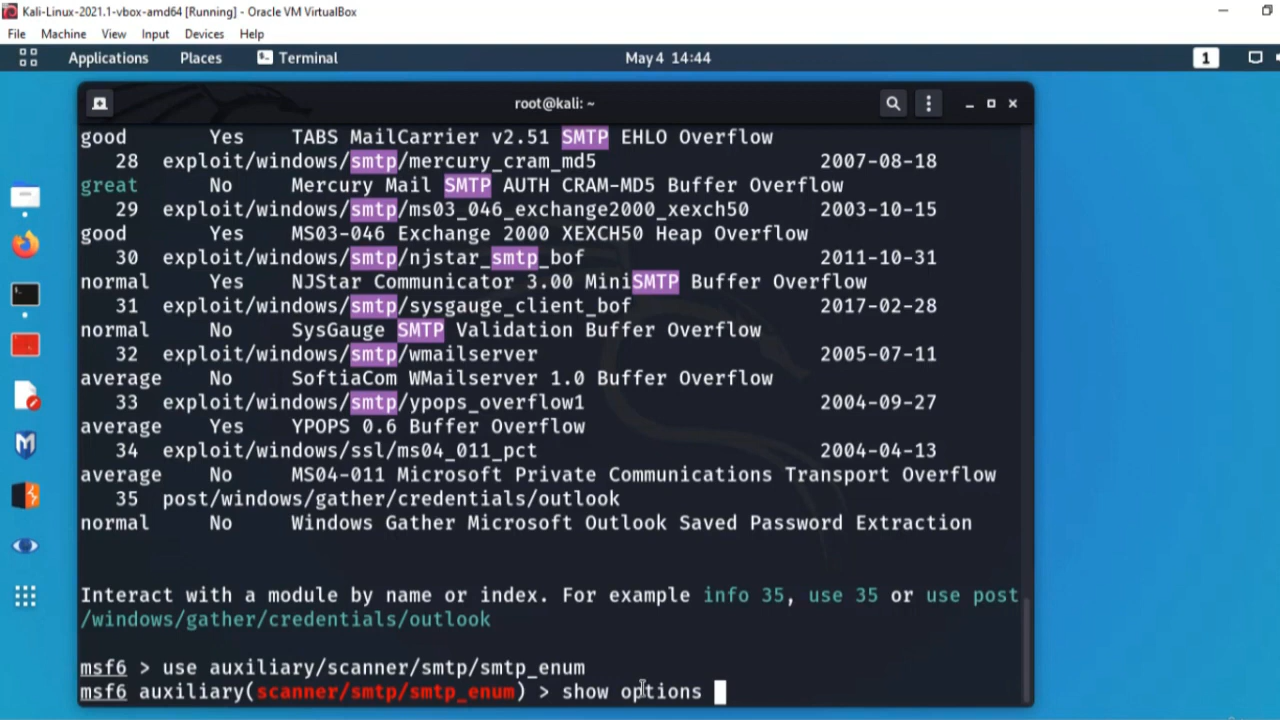 Kali-Linux-2021.1-vbox-amd64 [Running] - Oracle VM VirtualBox
File Machine View Input Devices Help
Applications Places Terminal May 4 14:44 1
root@kali: ~
good Yes TABS MailCarrier v2.51 SMTP EHLO Overflow
28 exploit/windows/smtp/mercury_cram_md5 2007-08-18
great No Mercury Mail SMTP AUTH CRAM-MD5 Buffer Overflow
29 exploit/windows/smtp/ms03_046_exchange2000_xexch50 2003-10-15
good Yes MS03-046 Exchange 2000 XEXCH50 Heap Overflow
30 exploit/windows/smtp/njstar_smtp_bof 2011-10-31
normal Yes NJStar Communicator 3.00 MiniSMTP Buffer Overflow
31 exploit/windows/smtp/sysgauge_client_bof 2017-02-28
normal No SysGauge SMTP Validation Buffer Overflow
32 exploit/windows/smtp/wmailserver 2005-07-11
average No SoftiaCom WMailserver 1.0 Buffer Overflow
33 exploit/windows/smtp/ypops_overflow1 2004-09-27
average Yes YPOPS 0.6 Buffer Overflow
34 exploit/windows/ssl/ms04_011_pct 2004-04-13
average No MS04-011 Microsoft Private Communications Transport Overflow
35 post/windows/gather/credentials/outlook
normal No Windows Gather Microsoft Outlook Saved Password Extraction
Interact with a module by name or index. For example info 35, use 35 or use post
/windows/gather/credentials/outlook
msf6 > use auxiliary/scanner/smtp/smtp_enum
msf6 auxiliary(scanner/smtp/smtp_enum) > show options